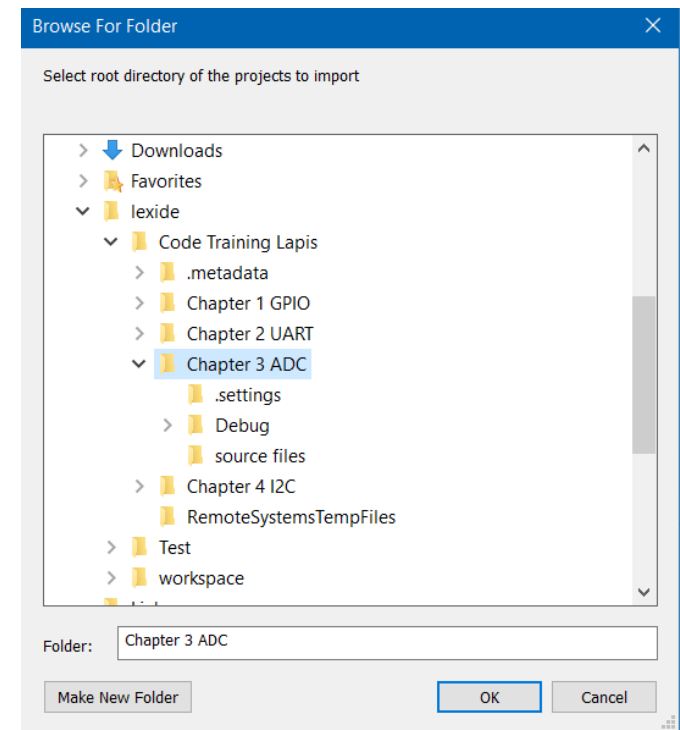 Browse For Folder
Select root directory of the projects to import
Downloads
Favorites
lexide
Code Training Lapis
.metadata
Chapter 1 GPIO
Chapter 2 UART
Chapter 3 ADC
.settings
Debug
source files
Chapter 4 I2C
RemoteSystemsTempFiles
Test
workspace
Folder: Chapter 3 ADC
Make New Folder OK Cancel